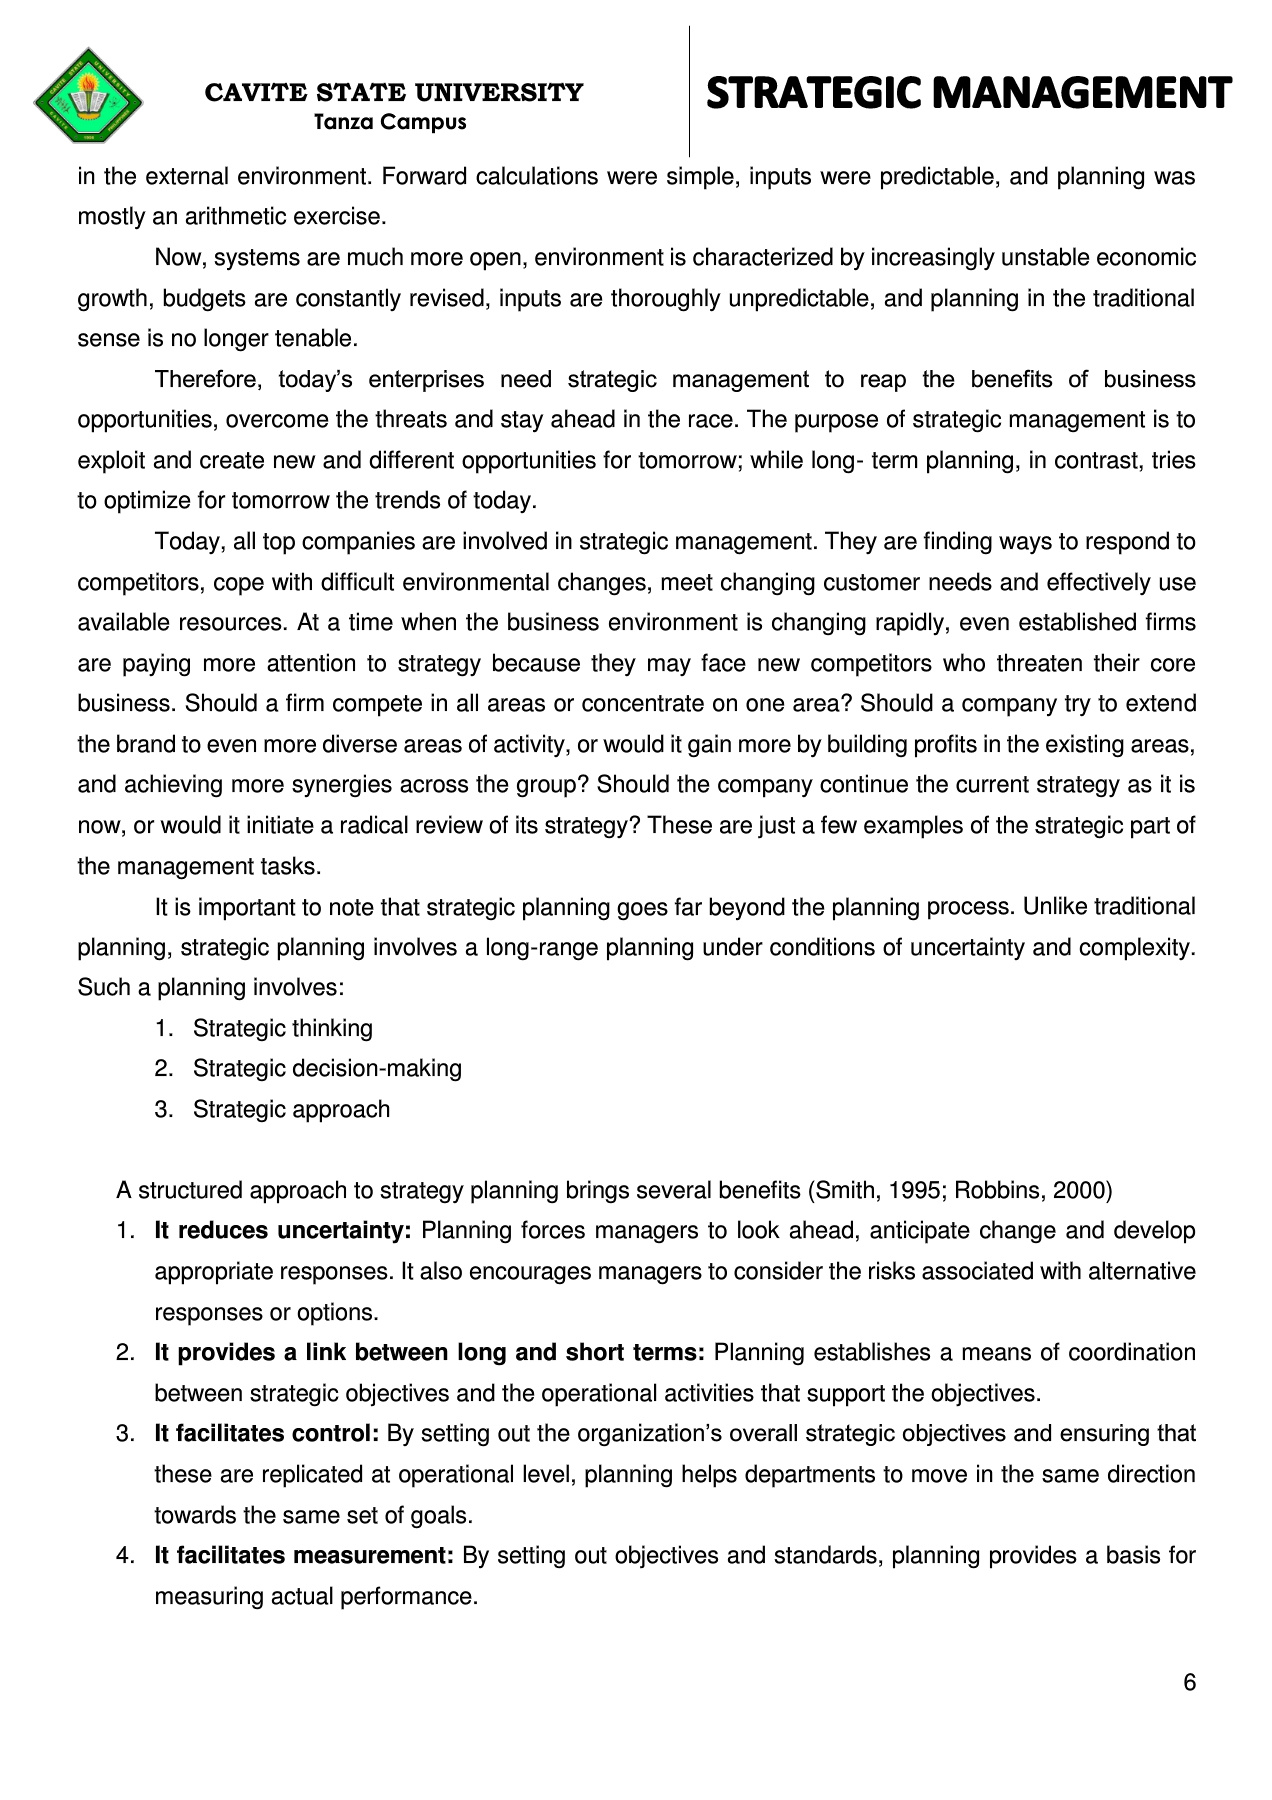 CAVITE STATE UNIVERSITY
Tanza Campus
STRATEGIC MANAGEMENT
in the external environment. Forward calculations were simple, inputs were predictable, and planning was
mostly an arithmetic exercise.
Now, systems are much more open, environment is characterized by increasingly unstable economic
growth, budgets are constantly revised, inputs are thoroughly unpredictable, and planning in the traditional
sense is no longer tenable.
Therefore, today’s enterprises need strategic management to reap the benefits of business
opportunities, overcome the threats and stay ahead in the race. The purpose of strategic management is to
exploit and create new and different opportunities for tomorrow; while long- term planning, in contrast, tries
to optimize for tomorrow the trends of today.
Today, all top companies are involved in strategic management. They are finding ways to respond to
competitors, cope with difficult environmental changes, meet changing customer needs and effectively use
available resources. At a time when the business environment is changing rapidly, even established firms
are paying more attention to strategy because they may face new competitors who threaten their core
business. Should a firm compete in all areas or concentrate on one area? Should a company try to extend
the brand to even more diverse areas of activity, or would it gain more by building profits in the existing areas,
and achieving more synergies across the group? Should the company continue the current strategy as it is
now, or would it initiate a radical review of its strategy? These are just a few examples of the strategic part of
the management tasks.
It is important to note that strategic planning goes far beyond the planning process. Unlike traditional
planning, strategic planning involves a long-range planning under conditions of uncertainty and complexity.
Such a planning involves:
1. Strategic thinking
2. Strategic decision-making
3. Strategic approach
A structured approach to strategy planning brings several benefits (Smith, 1995; Robbins, 2000)
1. It reduces uncertainty: Planning forces managers to look ahead, anticipate change and develop
appropriate responses. It also encourages managers to consider the risks associated with alternative
responses or options.
2. It provides a link between long and short terms: Planning establishes a means of coordination
between strategic objectives and the operational activities that support the objectives.
3. It facilitates control: By setting out the organization’s overall strategic objectives and ensuring that
these are replicated at operational level, planning helps departments to move in the same direction
towards the same set of goals.
4. It facilitates measurement: By setting out objectives and standards, planning provides a basis for
measuring actual performance.
6